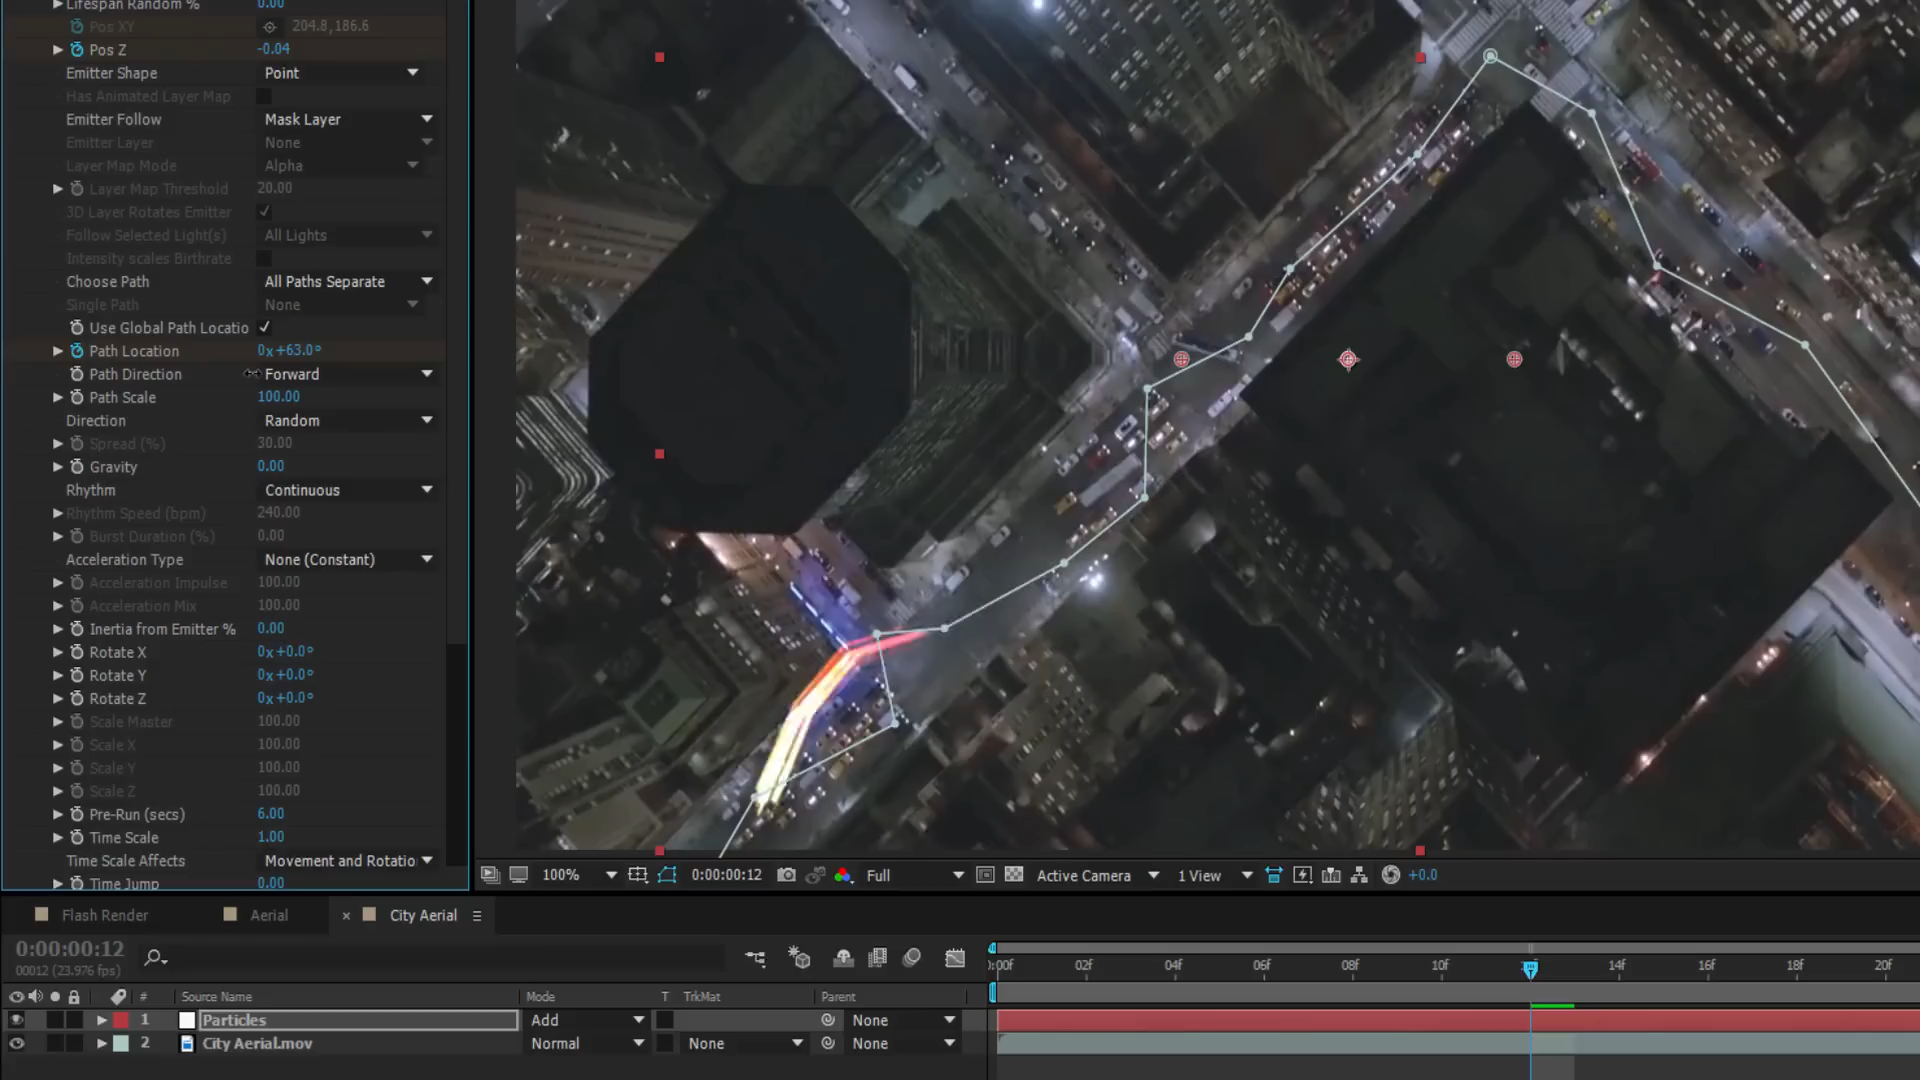 Lifespan Random % 0.00
Pos XY 204.8,186.6
Pos Z -0.04
Emitter Shape Point
Has Animated Layer Map
Emitter Follow Mask Layer
Emitter Layer None
Layer Map Mode Alpha
Layer Map Threshold 20.00
3D Layer Rotates Emitter
Follow Selected Light(s) All Lights
Intensity scales Birthrate
Choose Path All Paths Separate
Single Path None
Use Global Path Locatio
Path Location 0x+63.0°
Path Direction Forward
Path Scale 100.00
Direction Random
Spread (%) 30.00
Gravity 0.00
Rhythm Continuous
Rhythm Speed (bpm) 240.00
Burst Duration (%) 0.00
Acceleration Type None (Constant)
Acceleration Impulse 100.00
Acceleration Mix 100.00
Inertia from Emitter % 0.00
Rotate X 0x+0.0°
Rotate Y 0x+0.0°
Rotate Z 0x+0.0°
Scale Master 100.00
Scale X 100.00
Scale Y 100.00
Scale Z 100.00
Pre-Run (secs) 6.00
Time Scale 1.00
Time Scale Affects Movement and Rotatio
Time Jump 0.00
100% 0:00:00:12 Full Active Camera 1 View +0.0
Flash Render Aerial × City Aerial
0:00:00:12
00012 (23.976 fps)
):00f 02f 04f 06f 08f 10f 14f 16f 18f 20f
# Source Name Mode T TrkMat Parent
1 Particles Add None
2 City Aerial.mov Normal None None